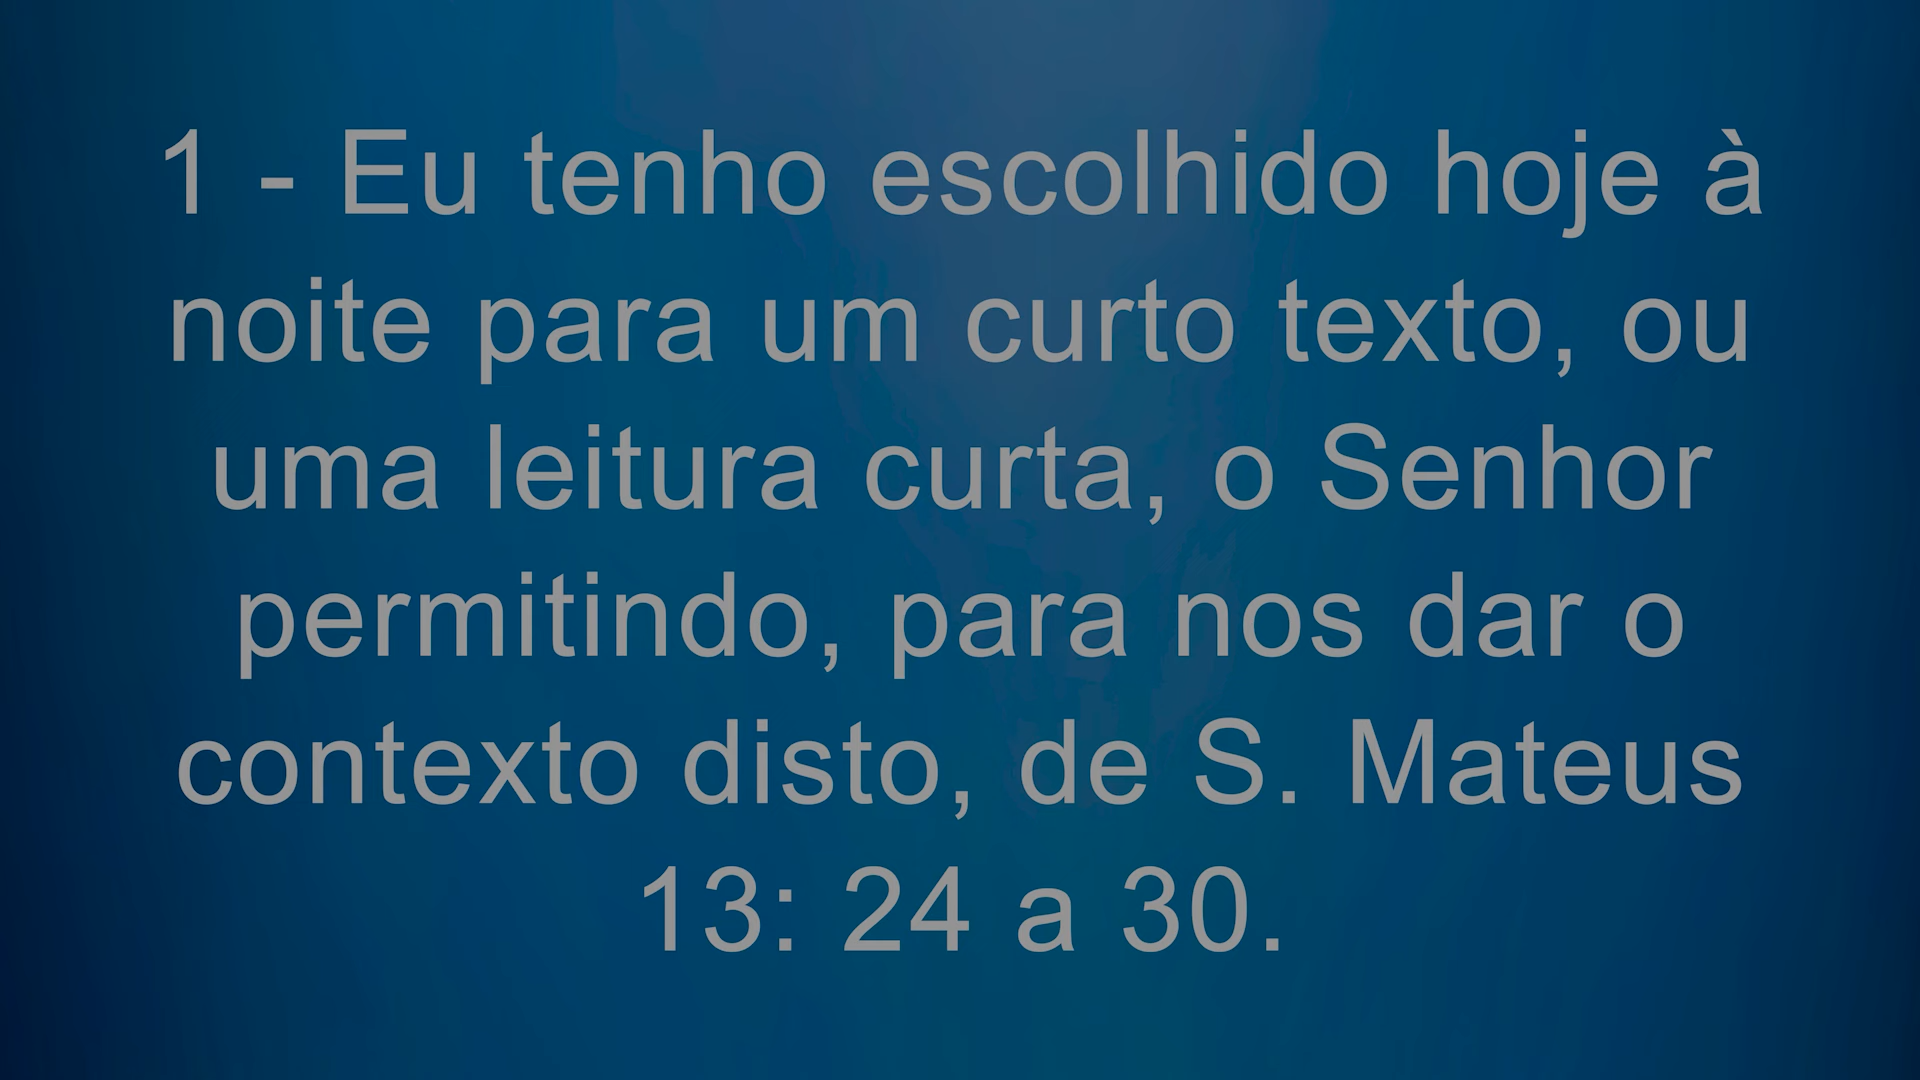 1 - Eu tenho escolhido hoje à
noite para um curto texto, ou
uma leitura curta, o Senhor
permitindo, para nos dar o
contexto disto, de S. Mateus
13: 24 a 30.